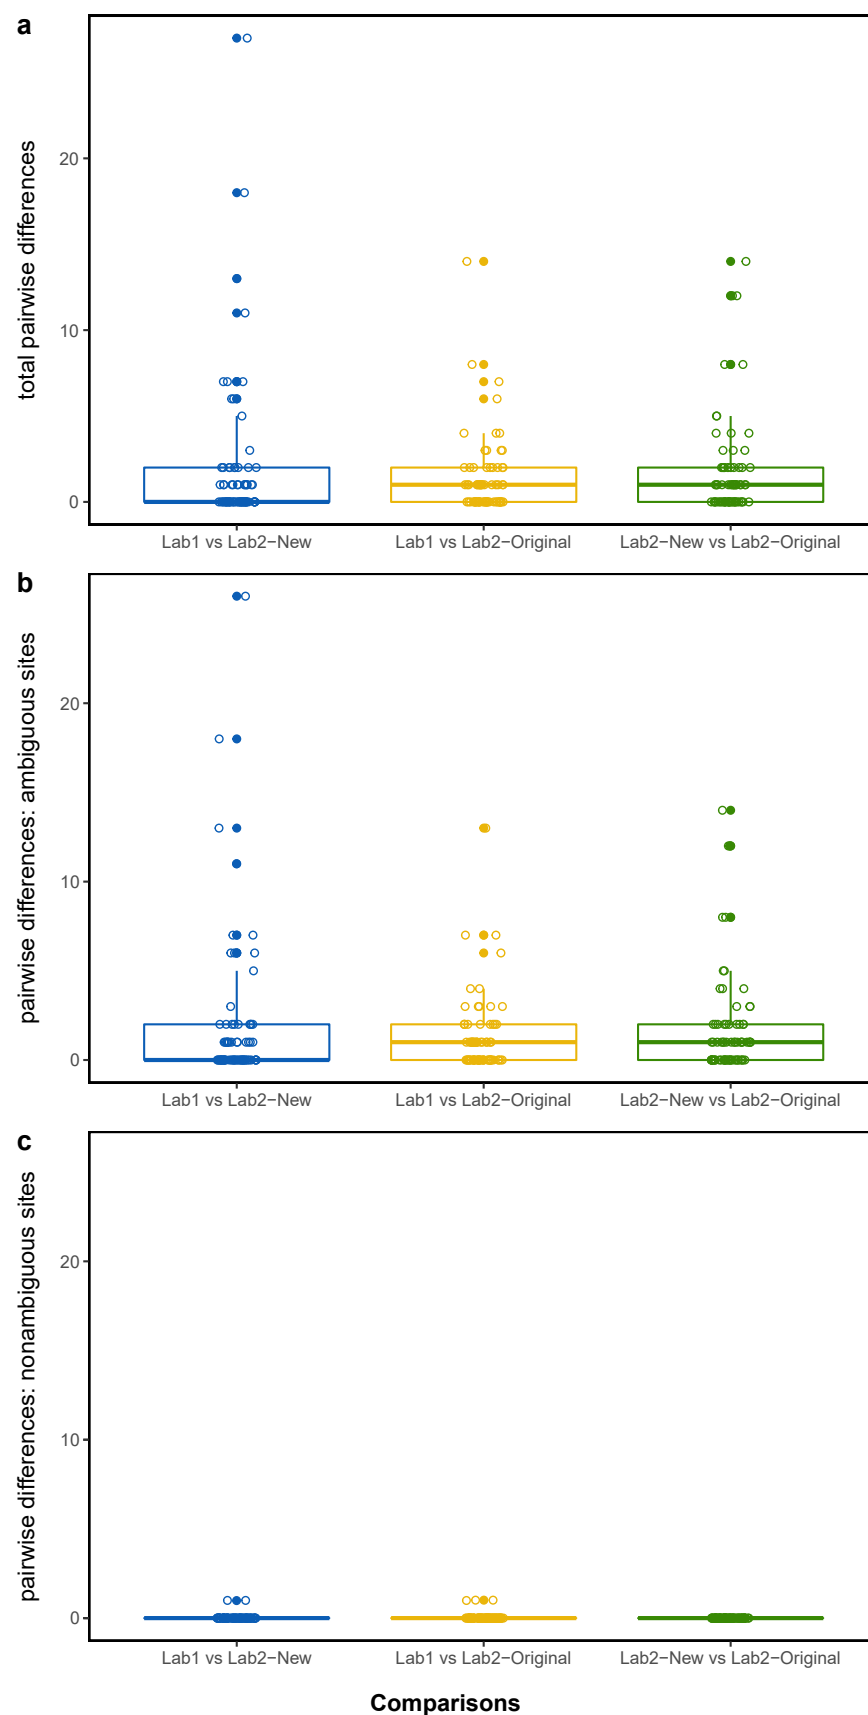 a
total pairwise differences
20
10
0
Lab1 vs Lab2−New
Lab1 vs Lab2−Original
Lab2−New vs Lab2−Original
b
pairwise differences: ambiguous sites
20
10
0
Lab1 vs Lab2−New
Lab1 vs Lab2−Original
Lab2−New vs Lab2−Original
c
pairwise differences: nonambiguous sites
20
10
0
Lab1 vs Lab2−New
Lab1 vs Lab2−Original
Lab2−New vs Lab2−Original
Comparisons